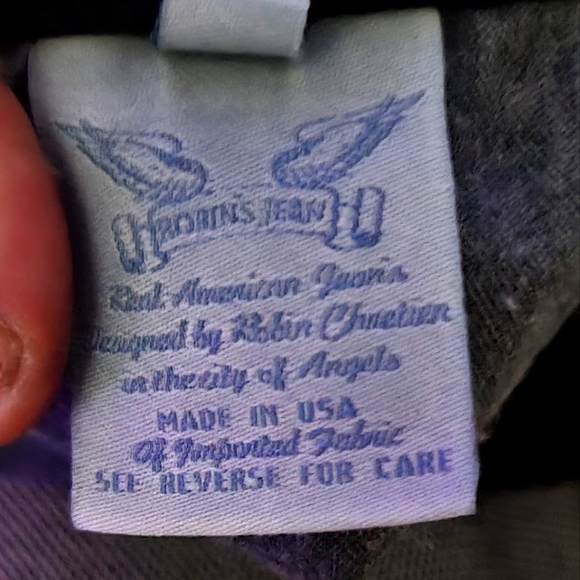 ROBIN'S JEAN
Real American Jean's
Designed by Robin Chretien
in the city of Angels
MADE IN USA
Of Imported Fabric
SEE REVERSE FOR CARE